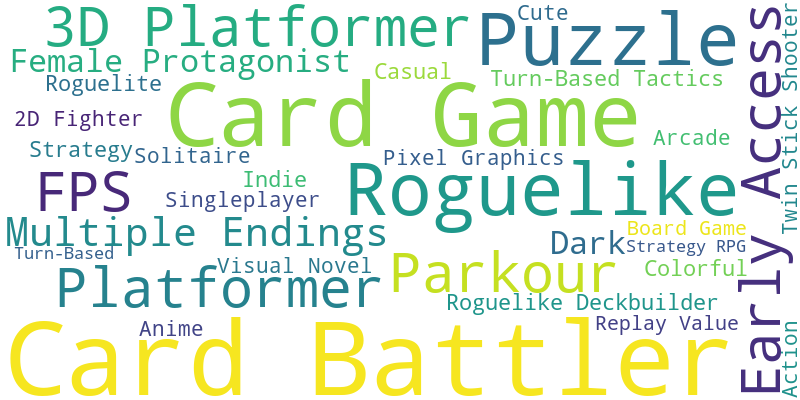 3D Platformer
Cute
Puzzle
Female Protagonist
Casual
Turn-Based Tactics
Roguelite
Card Game
2D Fighter
Arcade
Strategy
Solitaire
Pixel Graphics
Indie
Roguelike
FPS
Singleplayer
Multiple Endings
Board Game
Dark
Strategy RPG
Turn-Based
Visual Novel
Parkour
Colorful
Platformer
Roguelike Deckbuilder
Anime
Replay Value
Card Battler
Early Access
Twin Stick Shooter
Action